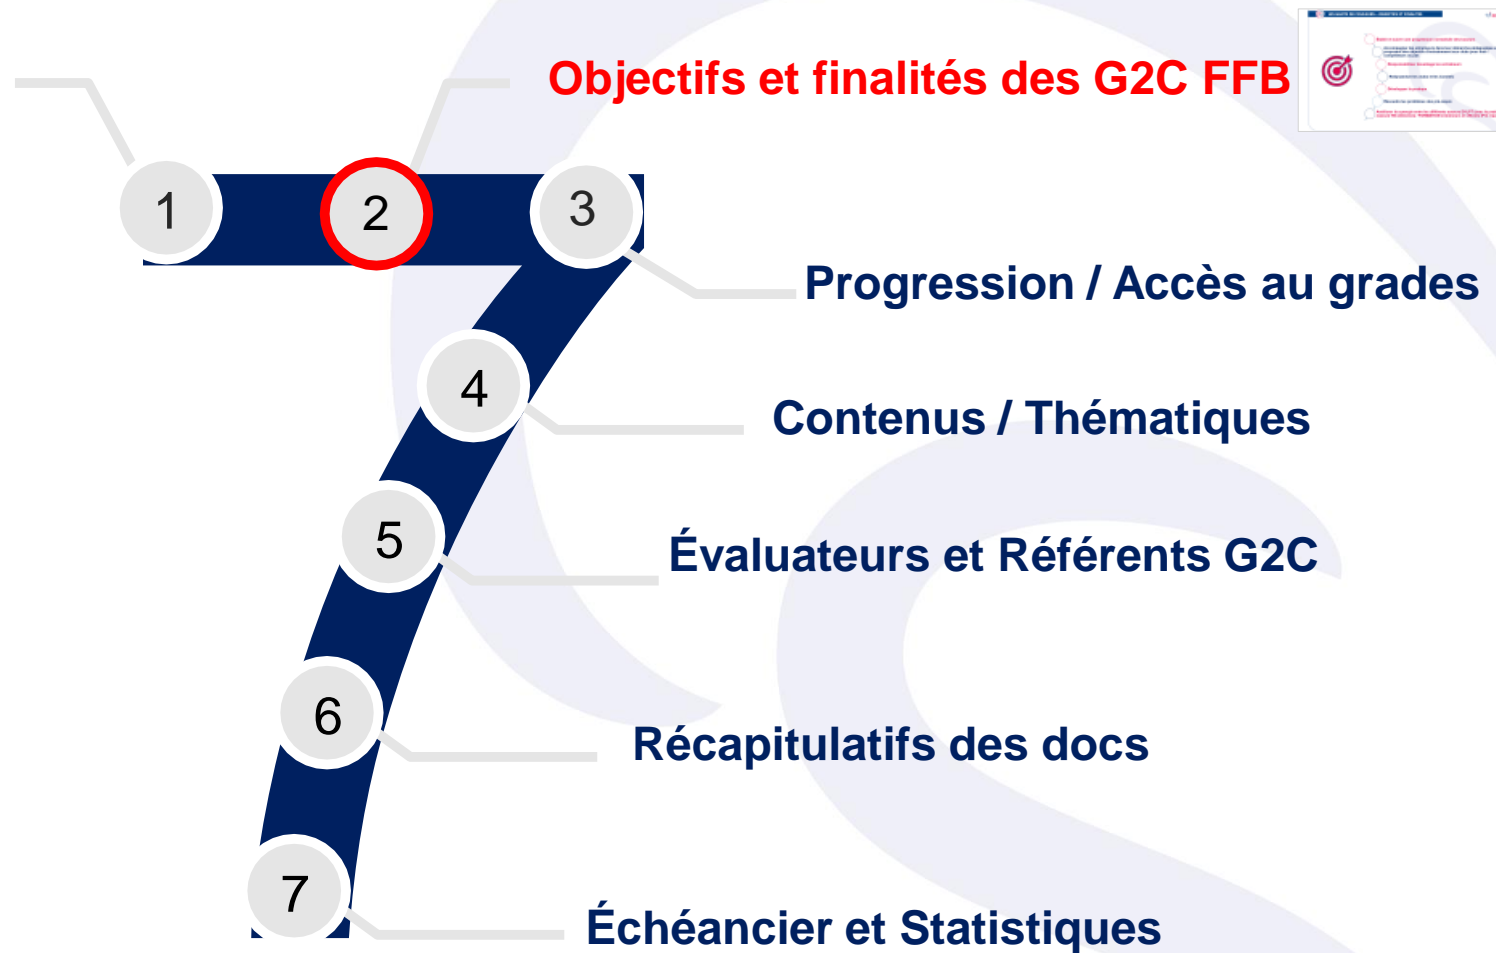 Objectifs et finalités des G2C FFB
1
2
3
Progression / Accès au grades
4
Contenus / Thématiques
5
Évaluateurs et Référents G2C
6
Récapitulatifs des docs
7
Échéancier et Statistiques